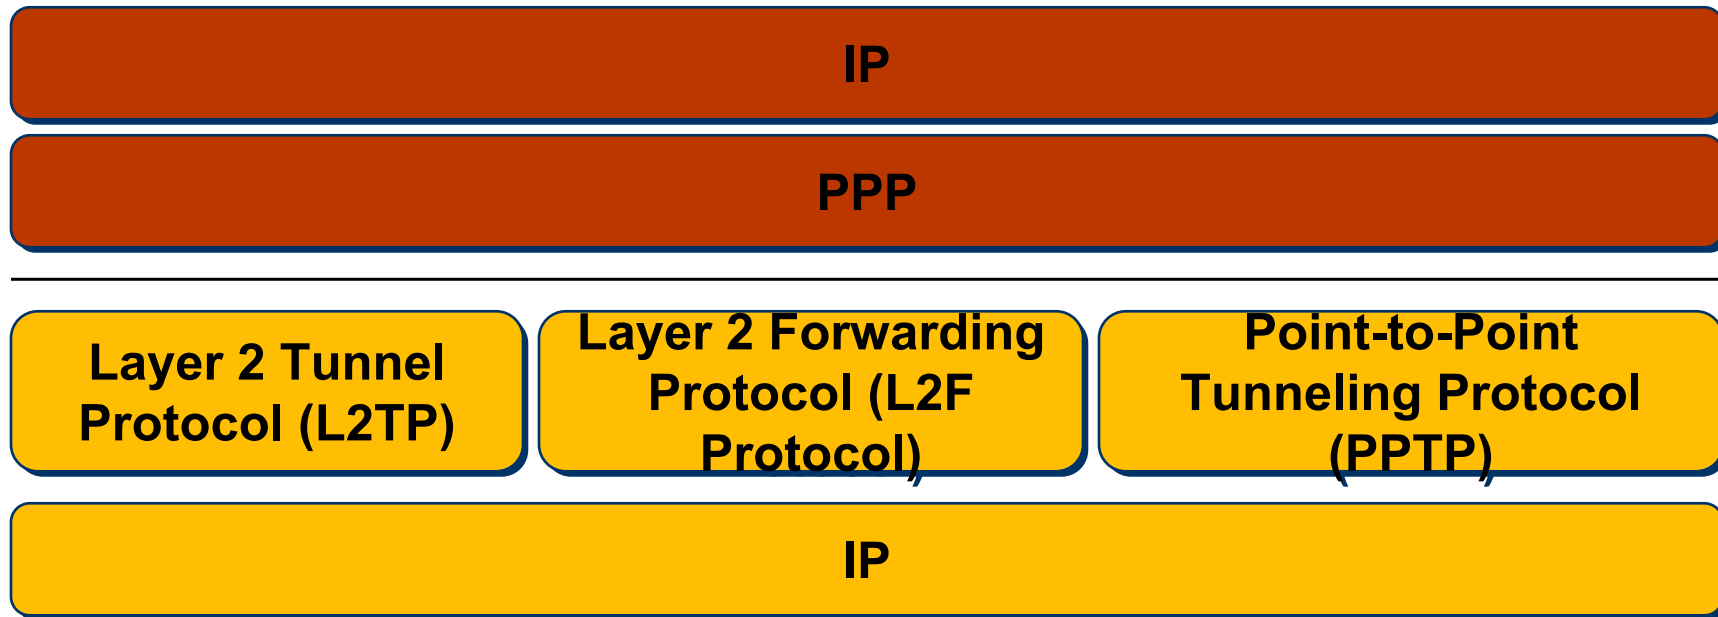 IP
PPP
Layer 2 Tunnel
Protocol (L2TP)
Layer 2 Forwarding
Protocol (L2F
Protocol)
Point-to-Point
Tunneling Protocol
(PPTP)
IP